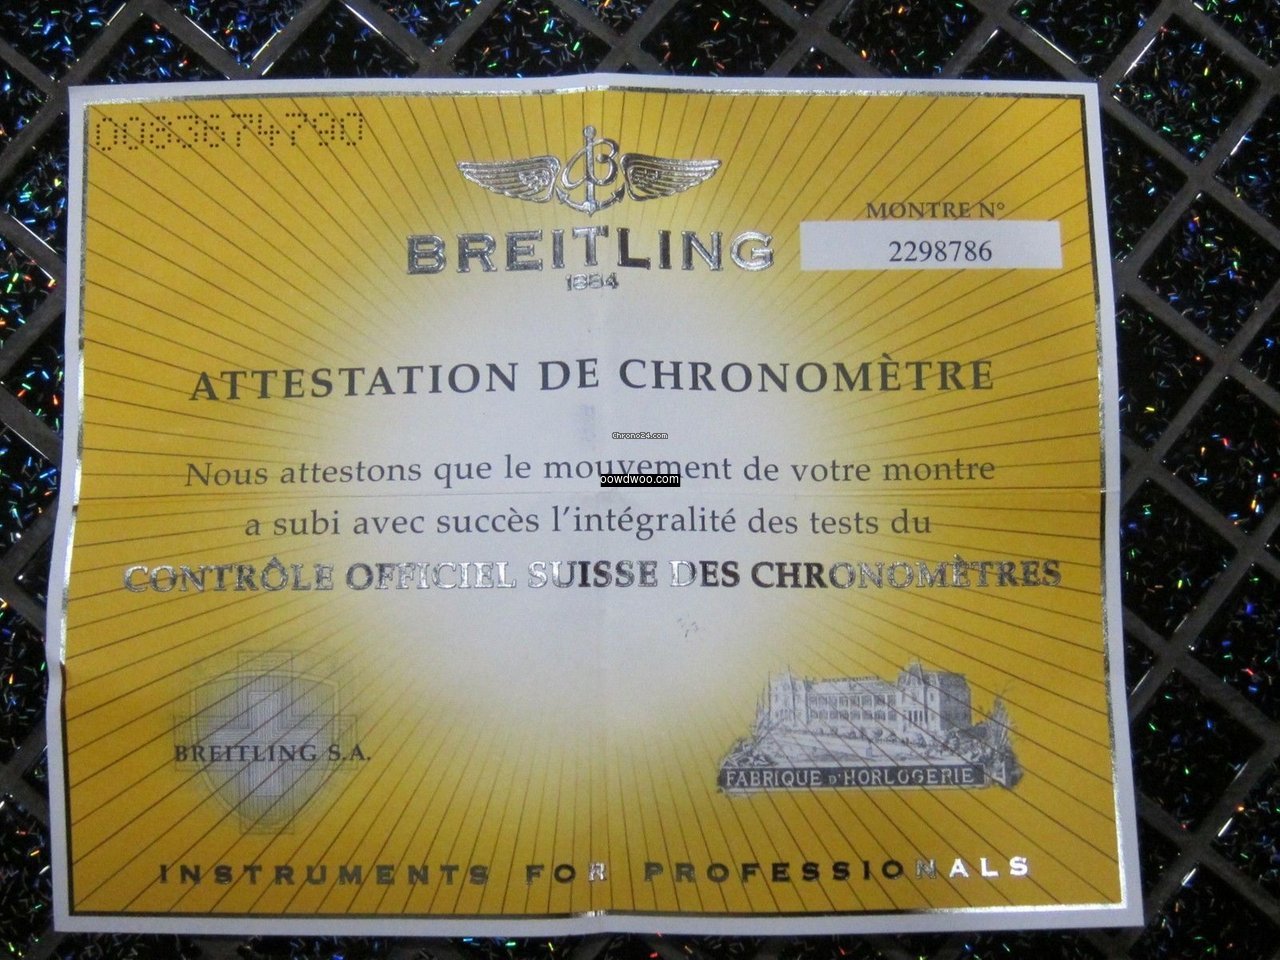 0083674790
BREITLING
1884
MONTRE N°
2298786
ATTESTATION DE CHRONOMÈTRE
Chrono24.com
Nous attestons que le mouvement de votre montre
oowdwoo.com
a subi avec succès l'intégralité des tests du
CONTRÔLE OFFICIEL SUISSE DES CHRONOMÈTRES
BREITLING S.A.
FABRIQUE D'HORLOGERIE
INSTRUMENTS FOR PROFESSIONALS